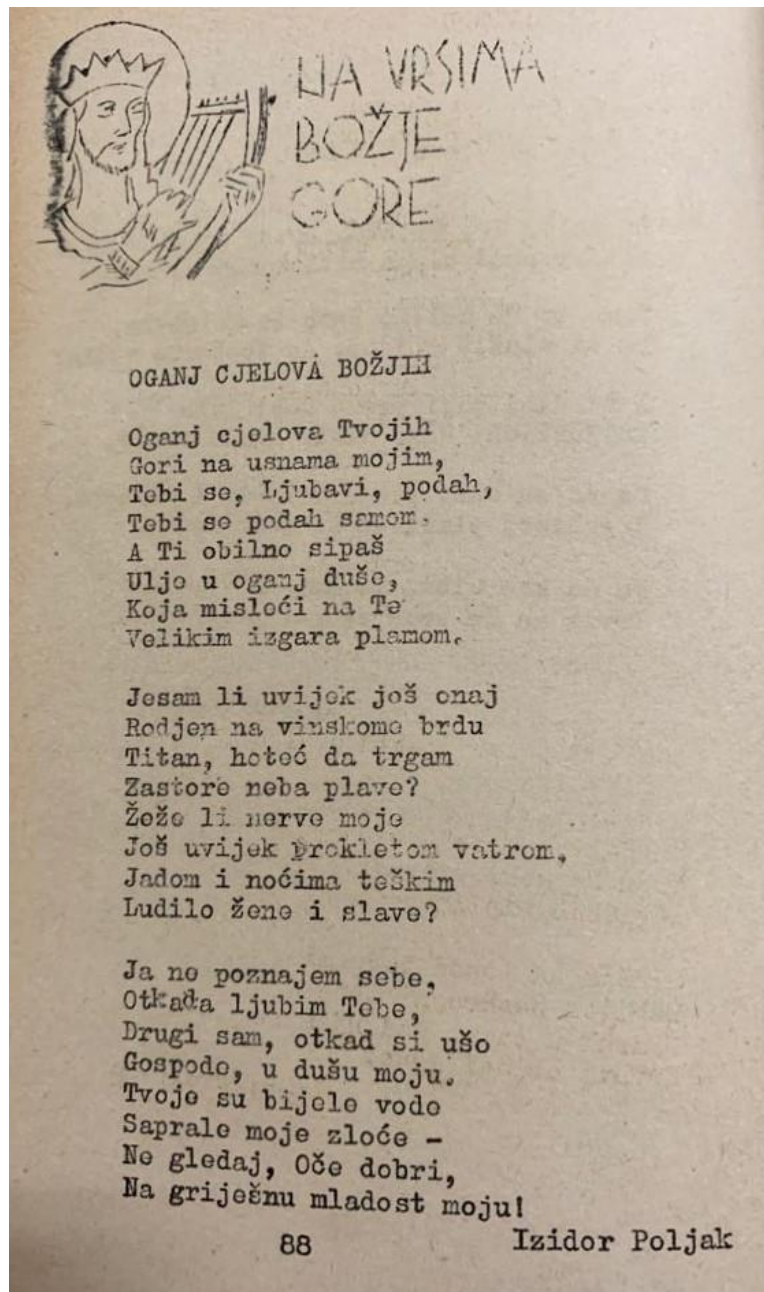 NA VRSIMA
BOŽJE
GORE
OGANJ CJELOVA BOŽJIH
Oganj cjelova Tvojih
Gori na usnama mojim,
Tebi se, Ljubavi, podah,
Tebi se podah samom.
A Ti obilno sipaš
Ulje u oganj duše,
Koja misleći na Te
Velikim izgara plamom.
Jesam li uvijek još onaj
Rodjen na vinskome brdu
Titan, hoteć da trgam
Zastore neba plave?
Žeže li nerve moje
Još uvijek prokletom vatrom,
Jadom i noćima teškim
Ludilo žene i slave?
Ja ne poznajem sebe,
Otkada ljubim Tebe,
Drugi sam, otkad si ušo
Gospode, u dušu moju.
Tvoje su bijele vode
Saprale moje zloće –
Ne gledaj, Oče dobri,
Na griješnu mladost moju!
88 Izidor Poljak